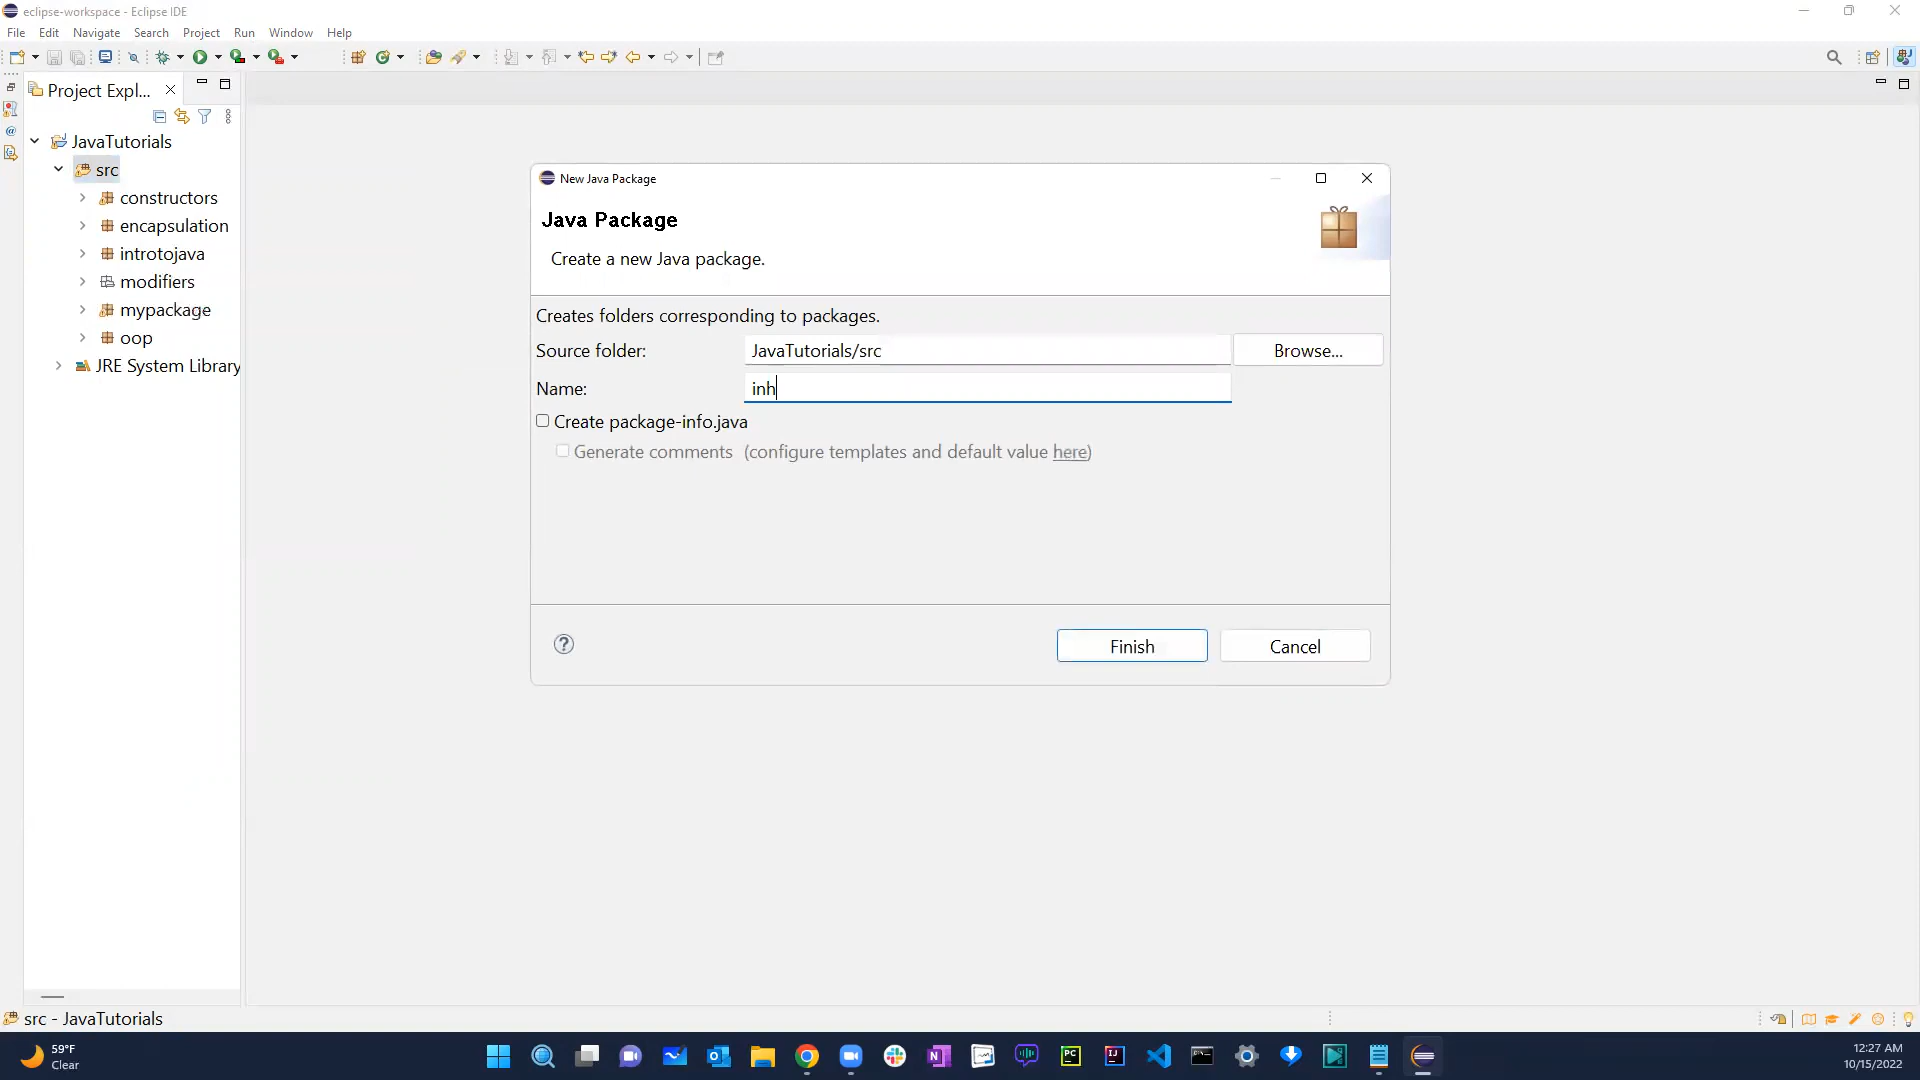 eclipse-workspace - Eclipse IDE
File Edit Navigate Search Project Run Window Help
Project Expl...
JavaTutorials
src
constructors
encapsulation
introtojava
modifiers
mypackage
oop
JRE System Library
New Java Package
Java Package
Create a new Java package.
Creates folders corresponding to packages.
Source folder: JavaTutorials/src Browse...
Name: inh
Create package-info.java
Generate comments (configure templates and default value here)
Finish Cancel
src - JavaTutorials
59°F
Clear
12:27 AM
10/15/2022